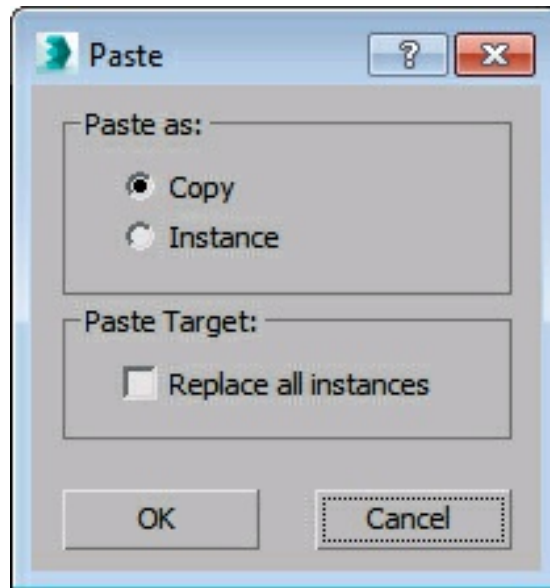 Paste
?
Paste as:
Copy
Instance
Paste Target:
Replace all instances
OK
Cancel